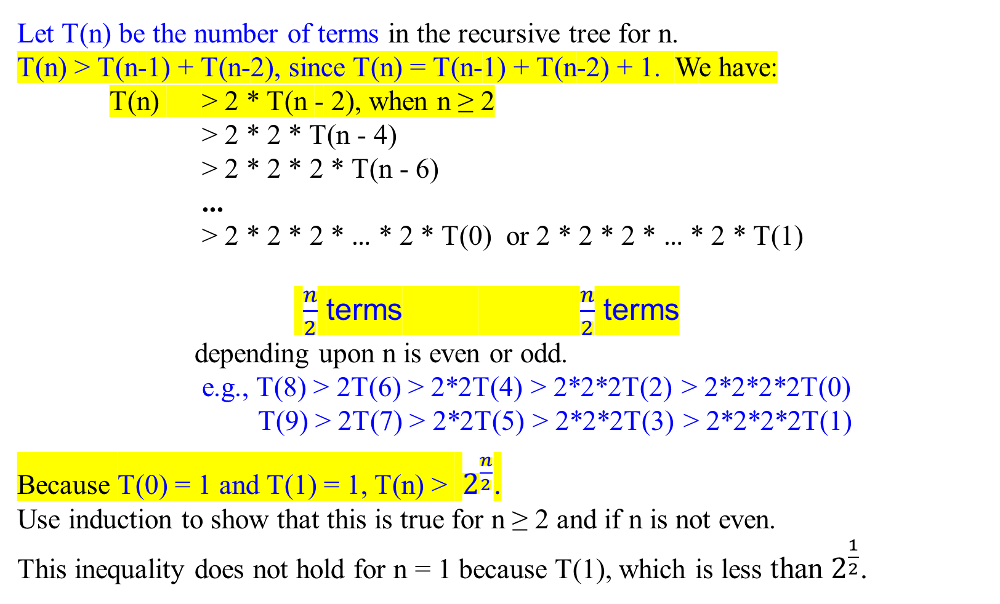 Let T(n) be the number of terms in the recursive tree for n.
T(n) > T(n-1) + T(n-2), since T(n) = T(n-1) + T(n-2) + 1.  We have:
T(n) > 2 * T(n - 2), when n ≥ 2
> 2 * 2 * T(n - 4)
> 2 * 2 * 2 * T(n - 6)
...
> 2 * 2 * 2 * ... * 2 * T(0)  or 2 * 2 * 2 * ... * 2 * T(1)
n/2 terms n/2 terms
depending upon n is even or odd.
e.g., T(8) > 2T(6) > 2*2T(4) > 2*2*2T(2) > 2*2*2*2T(0)
T(9) > 2T(7) > 2*2T(5) > 2*2*2T(3) > 2*2*2*2T(1)
Because T(0) = 1 and T(1) = 1, T(n) > 2^(n/2).
Use induction to show that this is true for n ≥ 2 and if n is not even.
This inequality does not hold for n = 1 because T(1), which is less than 2^(1/2).